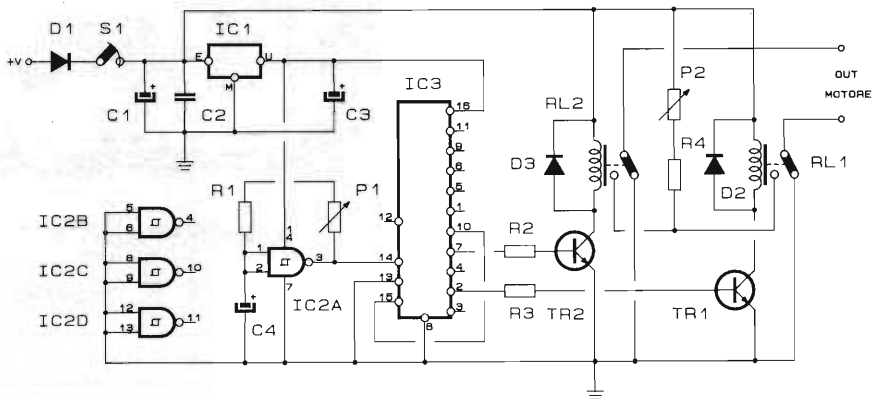 D1
S1
IC1
+V
E
U
M
+
C1
C2
+
C3
IC3
16
11
9
6
5
1
10
7
4
2
3
12
14
13
15
8
RL2
D3
P2
R4
D2
RL1
OUT
MOTORE
R1
P1
1
4
1
2
3
7
IC2A
+
C4
IC2B
5
6
4
IC2C
8
9
10
IC2D
12
13
11
R2
R3
TR2
TR1